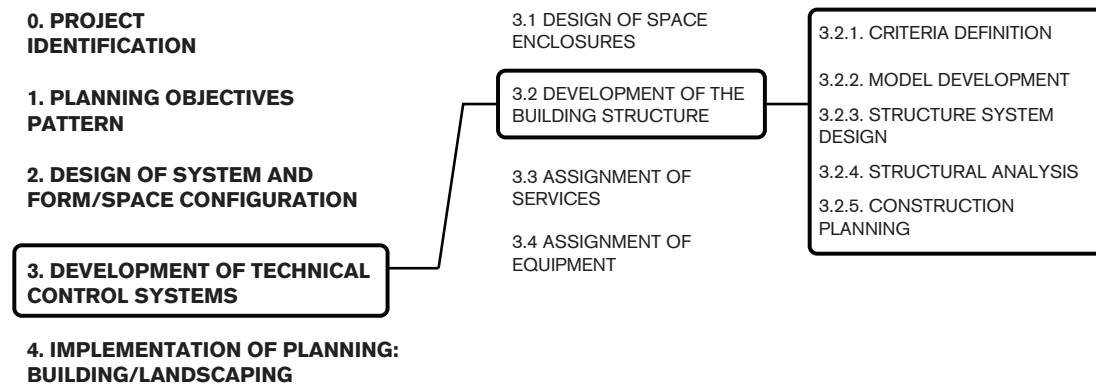 0. PROJECT
IDENTIFICATION
1. PLANNING OBJECTIVES
PATTERN
2. DESIGN OF SYSTEM AND
FORM/SPACE CONFIGURATION
3. DEVELOPMENT OF TECHNICAL
CONTROL SYSTEMS
4. IMPLEMENTATION OF PLANNING:
BUILDING/LANDSCAPING
3.1 DESIGN OF SPACE
ENCLOSURES
3.2 DEVELOPMENT OF THE
BUILDING STRUCTURE
3.3 ASSIGNMENT OF
SERVICES
3.4 ASSIGNMENT OF
EQUIPMENT
3.2.1. CRITERIA DEFINITION
3.2.2. MODEL DEVELOPMENT
3.2.3. STRUCTURE SYSTEM
DESIGN
3.2.4. STRUCTURAL ANALYSIS
3.2.5. CONSTRUCTION
PLANNING